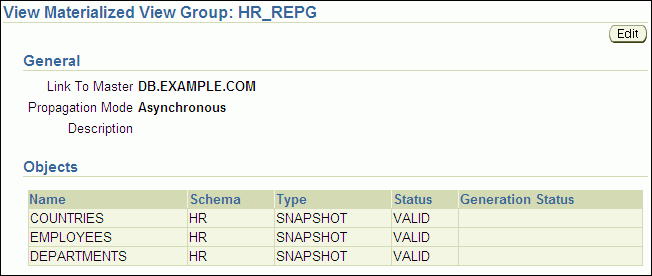 View Materialized View Group: HR_REPG
Edit
General
Link To Master DB.EXAMPLE.COM
Propagation Mode Asynchronous
Description
Objects
Name Schema Type Status Generation Status
COUNTRIES HR SNAPSHOT VALID
EMPLOYEES HR SNAPSHOT VALID
DEPARTMENTS HR SNAPSHOT VALID